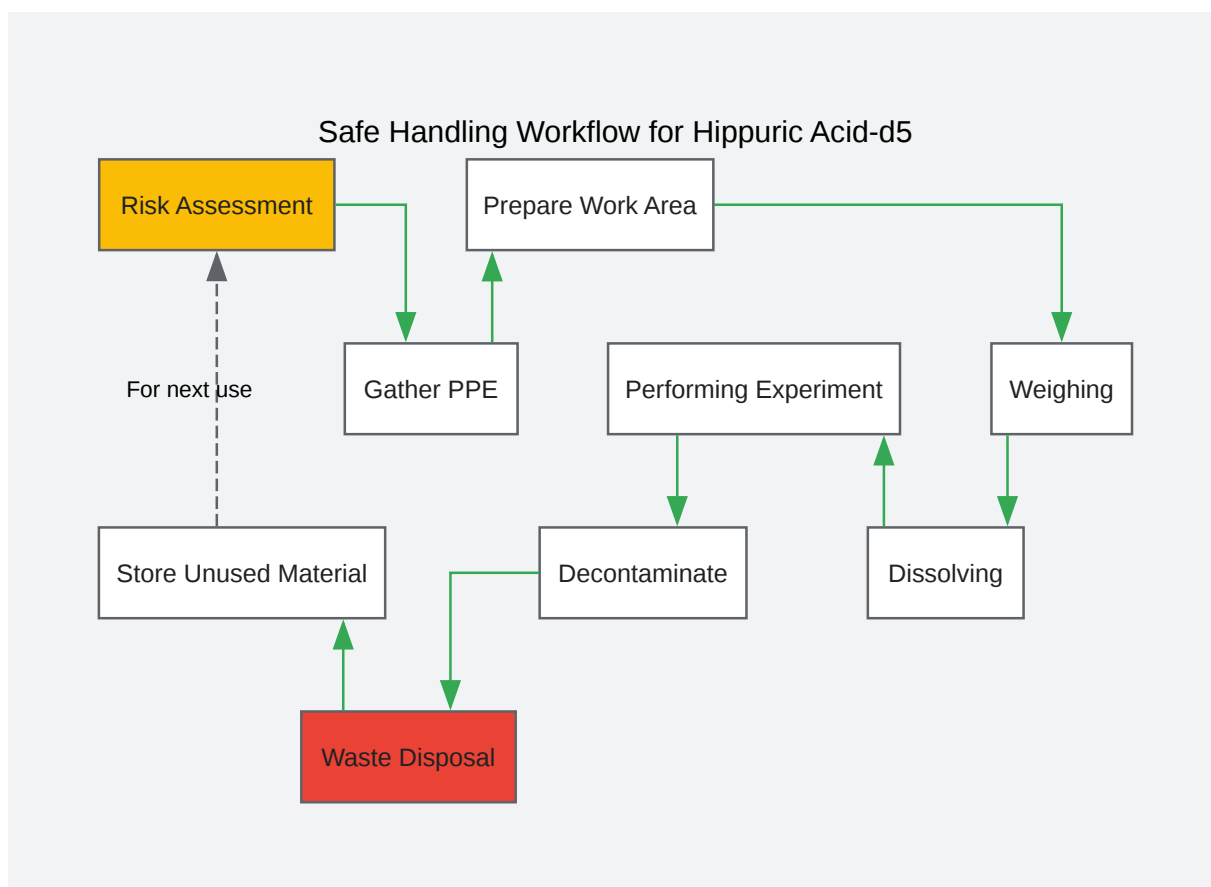 Safe Handling Workflow for Hippuric Acid-d5
Risk Assessment
Prepare Work Area
For next use
Gather PPE
Performing Experiment
Weighing
Store Unused Material
Decontaminate
Dissolving
Waste Disposal